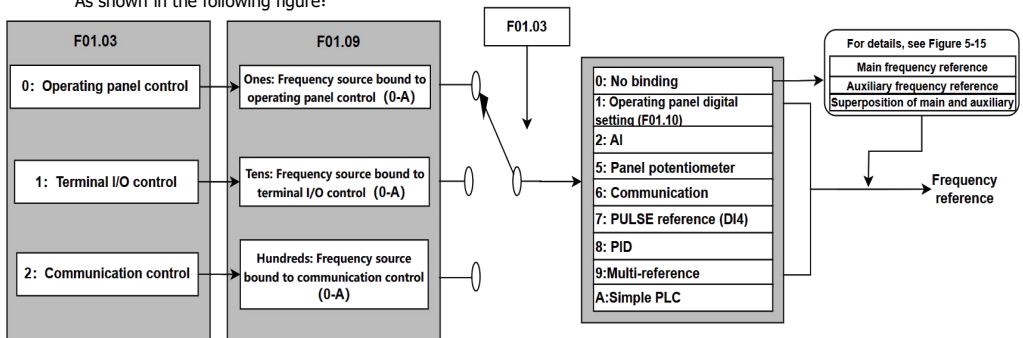 As shown in the following figure:
F01.03
0: Operating panel control
1: Terminal I/O control
2: Communication control
F01.09
Ones: Frequency source bound to
operating panel control (0-A)
Tens: Frequency source bound to
terminal I/O control (0-A)
Hundreds: Frequency source
bound to communication control
(0-A)
F01.03
0: No binding
1: Operating panel digital
setting (F01.10)
2: AI
5: Panel potentiometer
6: Communication
7: PULSE reference (DI4)
8: PID
9:Multi-reference
A:Simple PLC
For details, see Figure 5-15
Main frequency reference
Auxiliary frequency reference
Superposition of main and auxiliary
Frequency
reference